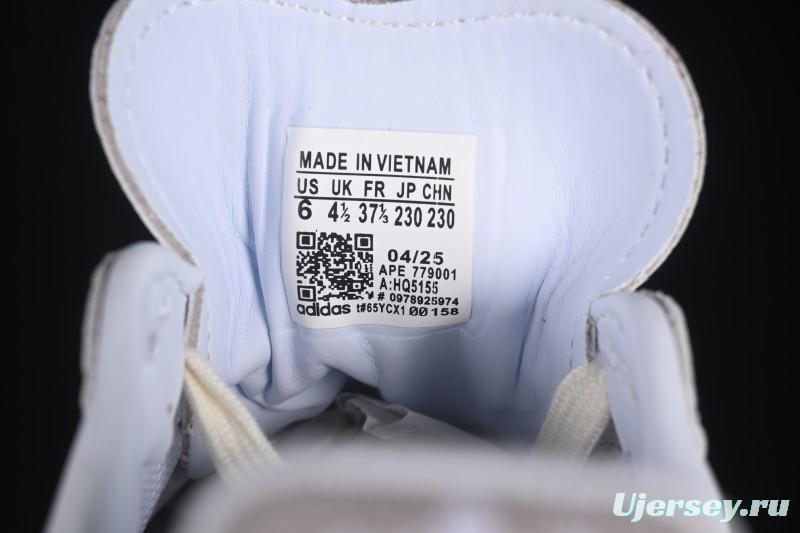 MADE IN VIETNAM
US UK FR JP CHN
6 4½ 37⅓ 230 230
04/25
APE 779001
A:HQ5155
# 0978925974
adidas t#65YCX1 00158
Ujersey.ru